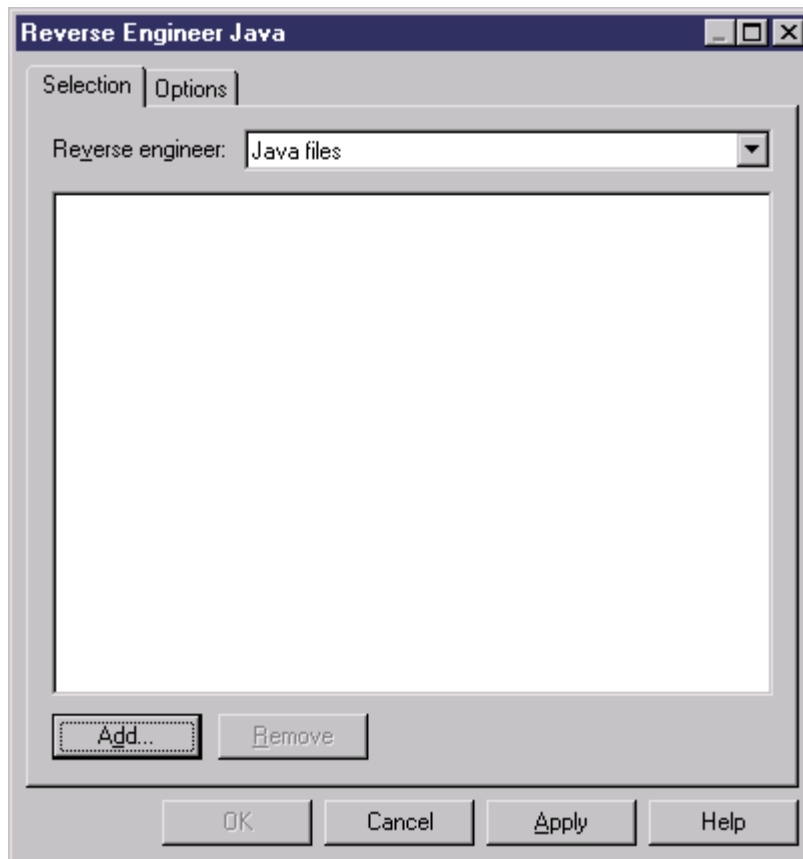 Reverse Engineer Java
Selection Options
Reverse engineer: Java files
Add... Remove
OK Cancel Apply Help